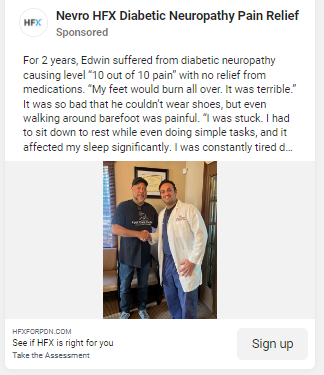 HFX
Nevro HFX Diabetic Neuropathy Pain Relief
Sponsored
For 2 years, Edwin suffered from diabetic neuropathy
causing level “10 out of 10 pain” with no relief from
medications. “My feet would burn all over. It was terrible.”
It was so bad that he couldn’t wear shoes, but even
walking around barefoot was painful. “I was stuck. I had
to sit down to rest while even doing simple tasks, and it
affected my sleep significantly. I was constantly tired d…
HFXFORPDN.COM
See if HFX is right for you
Take the Assessment
Sign up